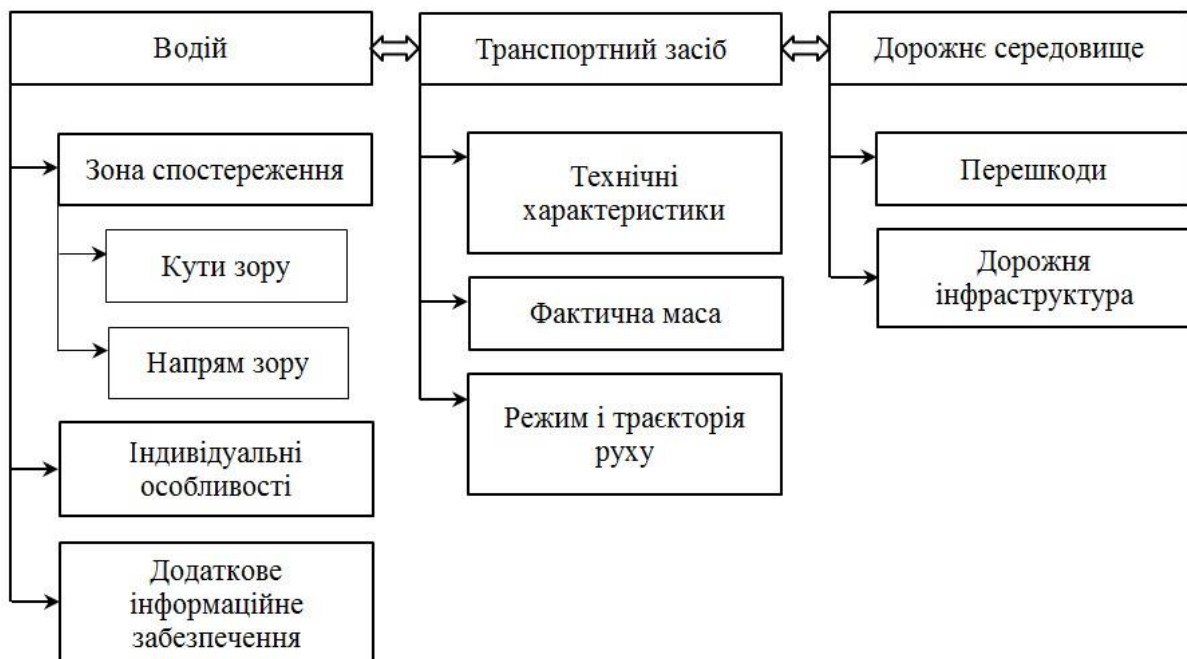 Водій
Транспортний засіб
Дорожнє середовище
Зона спостереження
Кути зору
Напрям зору
Індивідуальні
особливості
Додаткове
інформаційне
забезпечення
Технічні
характеристики
Фактична маса
Режим і траєкторія
руху
Перешкоди
Дорожня
інфраструктура